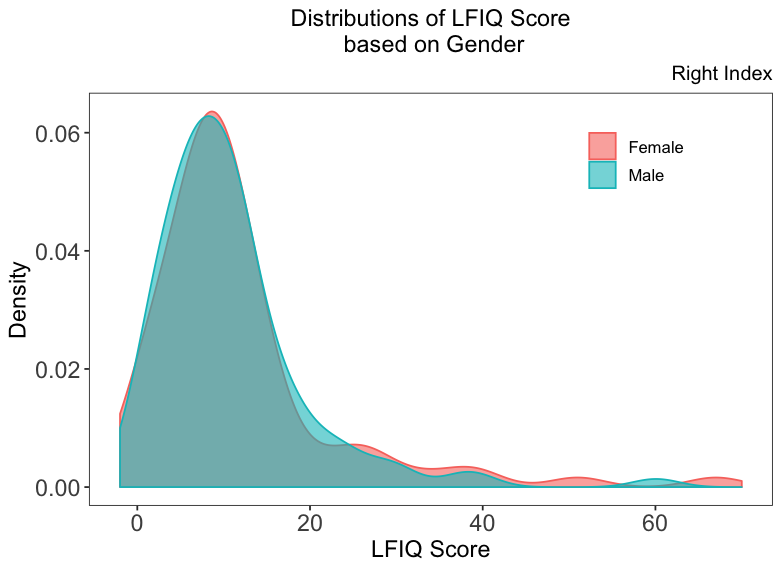 Distributions of LFIQ Score
based on Gender
Right Index
0.06
0.04
0.02
0.00
Density
Female
Male
0 20 40 60
LFIQ Score